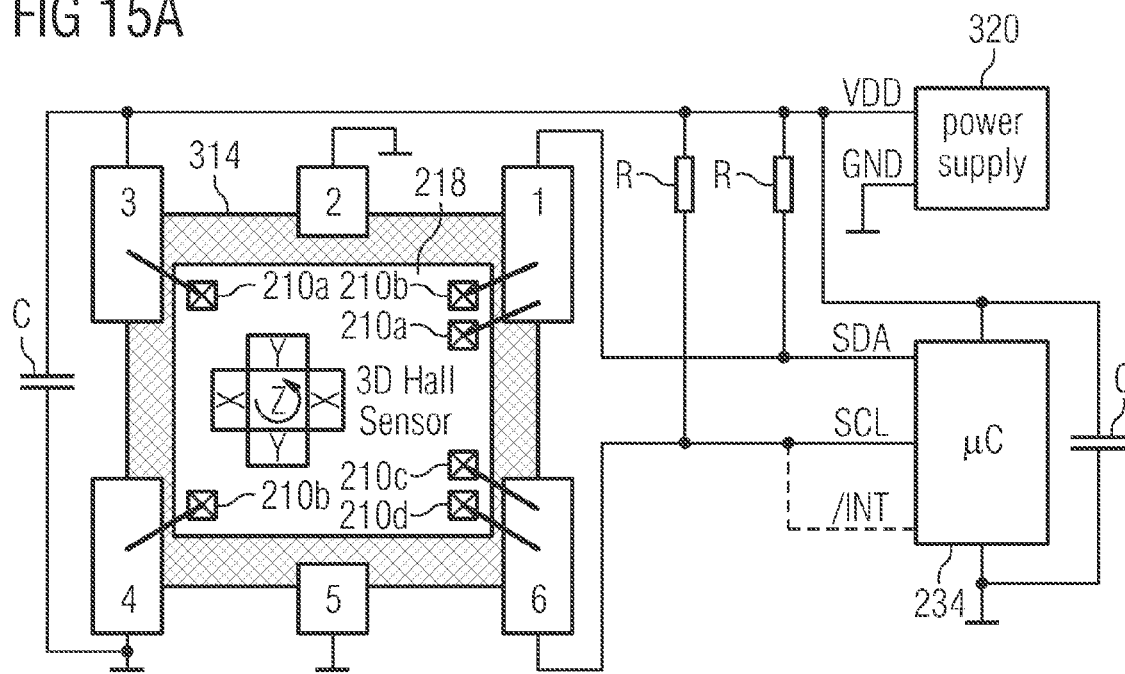 FIG 15A
320
VDD
power
supply
GND
314
218
3
2
1
R
R
210a
210b
210a
C
SDA
Y
X
Z
X
Y
3D Hall
Sensor
SCL
µC
C
210c
210b
210d
/INT
4
5
6
234